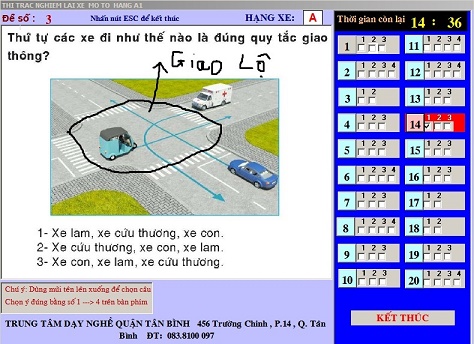 THI TRAC NGHIEM LAI XE MO TO HANG A1
Đề số: 3
Nhấn nút ESC để kết thúc
HẠNG XE:
A
Thứ tự các xe đi như thế nào là đúng quy tắc giao
thông?
GIAO LỘ
1- Xe lam, xe cứu thương, xe con.
2- Xe cứu thương, xe con, xe lam.
3- Xe con, xe lam, xe cứu thương.
Chú ý: Dùng mũi tên lên xuống để chọn câu
Chọn ý đúng bằng số 1 ---> 4 trên bàn phím
TRUNG TÂM DẠY NGHỀ QUẬN TÂN BÌNH 456 Trường Chinh , P.14 , Q. Tân
Bình ĐT: 083.8100 097
Thời gian còn lại
14 : 36
1 1 2 3
2 1 2 3 4
3 1 2
4 1 2 3
5 1 2 3 4
6 1 2 3
7 1 2
8 1 2 3 4
9 1 2 3
10 1 2 3 4
11 1 2 3 4
12 1 2 3 4
13 1 2 3
14 1 2 3
15 1 2 3
16 1 2 3
17 1 2
18 1 2
19 1 2 3
20 1 2 3 4
KẾT THÚC